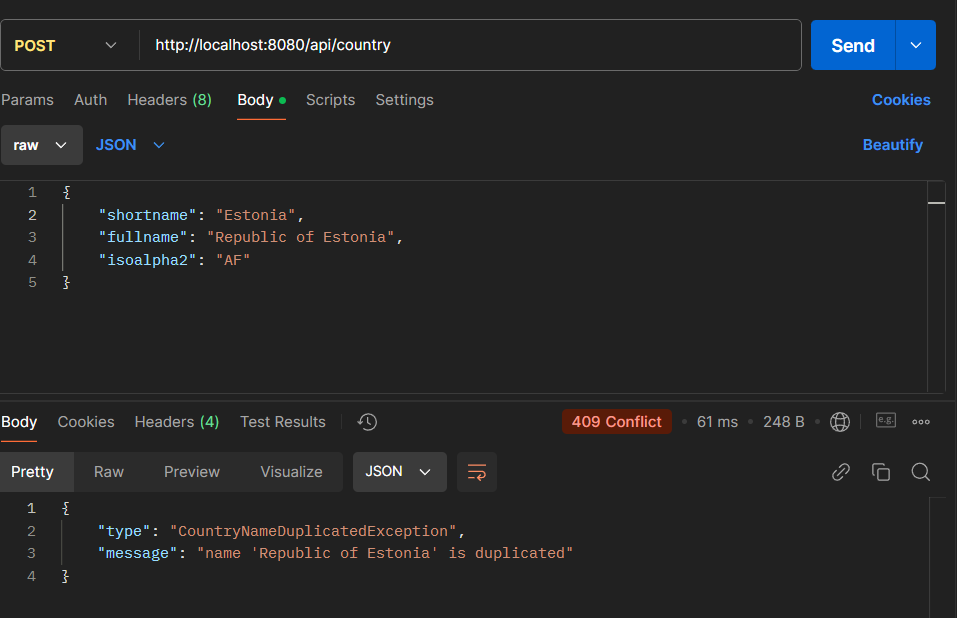 POST http://localhost:8080/api/country Send
Params Auth Headers (8) Body Scripts Settings Cookies
raw JSON Beautify
1 {
2 "shortname": "Estonia",
3 "fullname": "Republic of Estonia",
4 "isoalpha2": "AF"
5 }
Body Cookies Headers (4) Test Results 409 Conflict 61 ms 248 B e.g.
Pretty Raw Preview Visualize JSON
1 {
2 "type": "CountryNameDuplicatedException",
3 "message": "name 'Republic of Estonia' is duplicated"
4 }